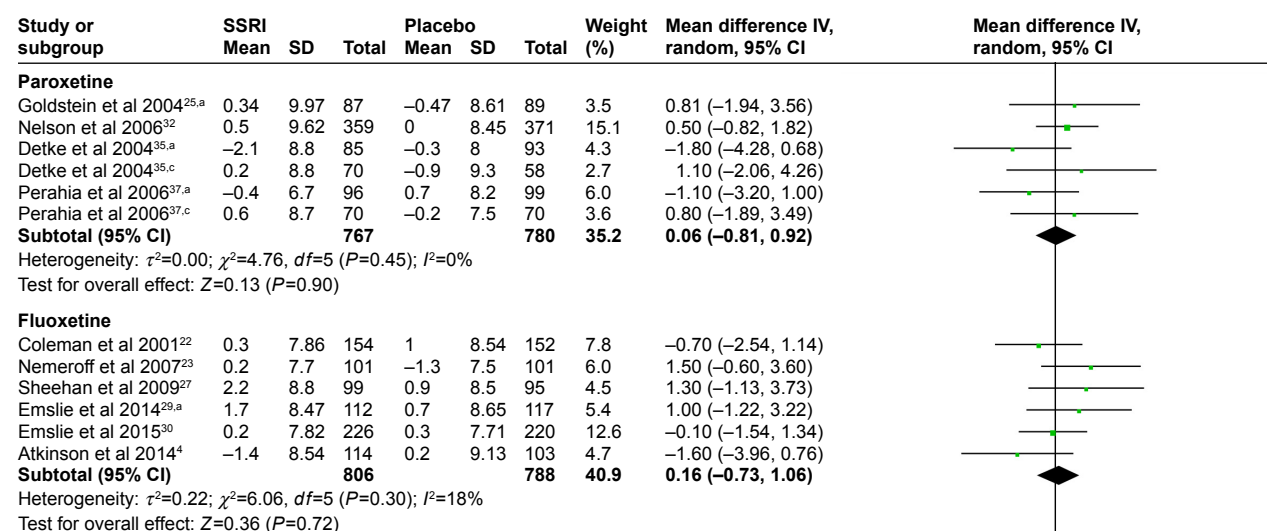 Study or SSRI Placebo Weight Mean difference IV, Mean difference IV,
subgroup Mean SD Total Mean SD Total (%) random, 95% CI random, 95% CI
Paroxetine
Goldstein et al 2004²⁵,ᵃ 0.34 9.97 87 –0.47 8.61 89 3.5 0.81 (–1.94, 3.56)
Nelson et al 2006³² 0.5 9.62 359 0 8.45 371 15.1 0.50 (–0.82, 1.82)
Detke et al 2004³⁵,ᵃ –2.1 8.8 85 –0.3 8 93 4.3 –1.80 (–4.28, 0.68)
Detke et al 2004³⁵,ᶜ 0.2 8.8 70 –0.9 9.3 58 2.7 1.10 (–2.06, 4.26)
Perahia et al 2006³⁷,ᵃ –0.4 6.7 96 0.7 8.2 99 6.0 –1.10 (–3.20, 1.00)
Perahia et al 2006³⁷,ᶜ 0.6 8.7 70 –0.2 7.5 70 3.6 0.80 (–1.89, 3.49)
Subtotal (95% CI) 767 780 35.2 0.06 (–0.81, 0.92)
Heterogeneity: τ²=0.00; χ²=4.76, df=5 (P=0.45); I²=0%
Test for overall effect: Z=0.13 (P=0.90)
Fluoxetine
Coleman et al 2001²² 0.3 7.86 154 1 8.54 152 7.8 –0.70 (–2.54, 1.14)
Nemeroff et al 2007²³ 0.2 7.7 101 –1.3 7.5 101 6.0 1.50 (–0.60, 3.60)
Sheehan et al 2009²⁷ 2.2 8.8 99 0.9 8.5 95 4.5 1.30 (–1.13, 3.73)
Emslie et al 2014²⁹,ᵃ 1.7 8.47 112 0.7 8.65 117 5.4 1.00 (–1.22, 3.22)
Emslie et al 2015³⁰ 0.2 7.82 226 0.3 7.71 220 12.6 –0.10 (–1.54, 1.34)
Atkinson et al 2014⁴ –1.4 8.54 114 0.2 9.13 103 4.7 –1.60 (–3.96, 0.76)
Subtotal (95% CI) 806 788 40.9 0.16 (–0.73, 1.06)
Heterogeneity: τ²=0.22; χ²=6.06, df=5 (P=0.30); I²=18%
Test for overall effect: Z=0.36 (P=0.72)